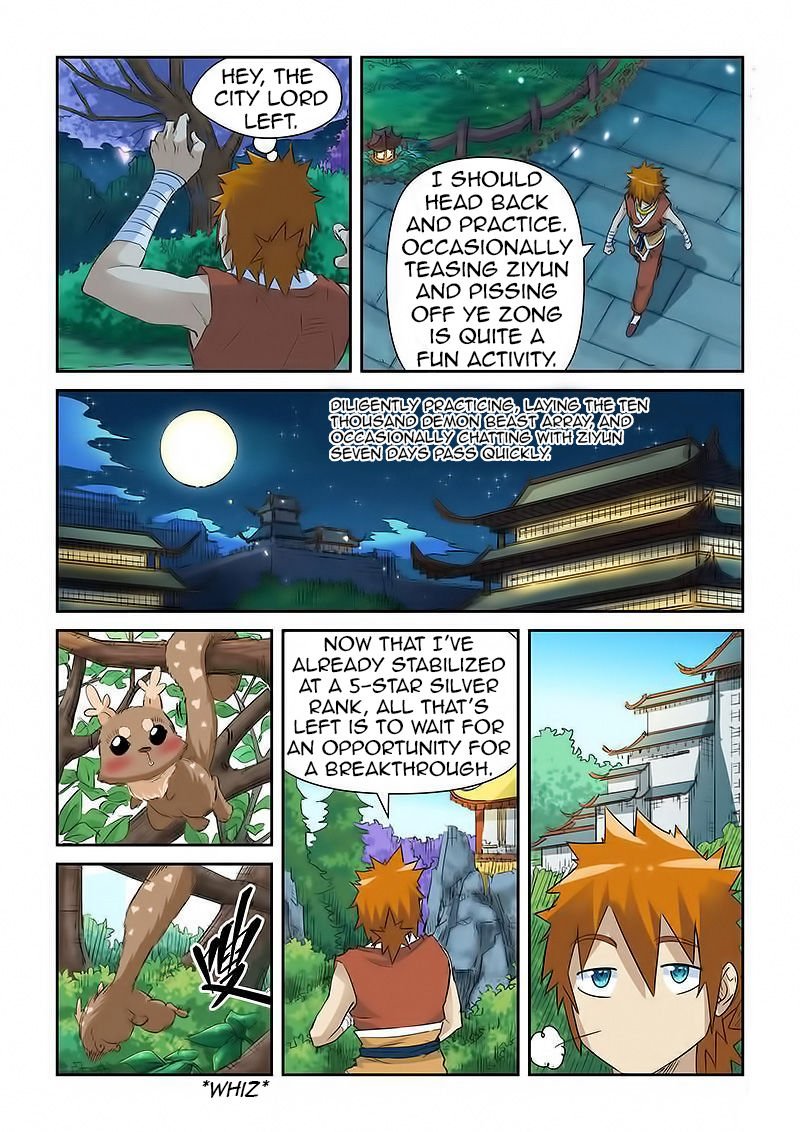 HEY, THE
CITY LORD
LEFT.
I SHOULD
HEAD BACK
AND PRACTICE.
OCCASIONALLY
TEASING ZIYUN
AND PISSING
OFF YE ZONG
IS QUITE A
FUN ACTIVITY.
DILIGENTLY PRACTICING, LAYING THE TEN
THOUSAND DEMON BEAST ARRAY, AND
OCCASIONALLY CHATTING WITH ZIYUN
SEVEN DAYS PASS QUICKLY.
NOW THAT I'VE
ALREADY STABILIZED
AT A 5-STAR SILVER
RANK, ALL THAT'S
LEFT IS TO WAIT FOR
AN OPPORTUNITY FOR
A BREAKTHROUGH.
嗖
*WHIZ*